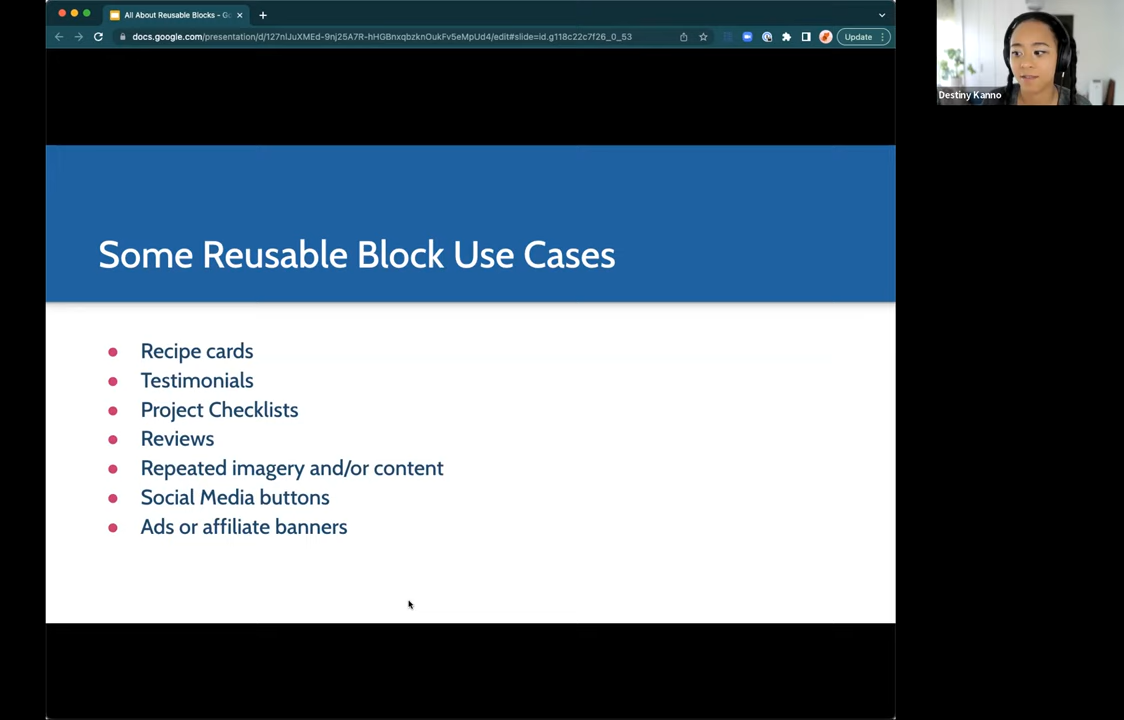 All About Reusable Blocks - Go
docs.google.com/presentation/d/127nIJuXMEd-9nj25A7R-hHGBnxqbzknOukFv5eMpUd4/edit#slide=id.g118c22c7f26_0_53
Update
Destiny Kanno
Some Reusable Block Use Cases
Recipe cards
Testimonials
Project Checklists
Reviews
Repeated imagery and/or content
Social Media buttons
Ads or affiliate banners